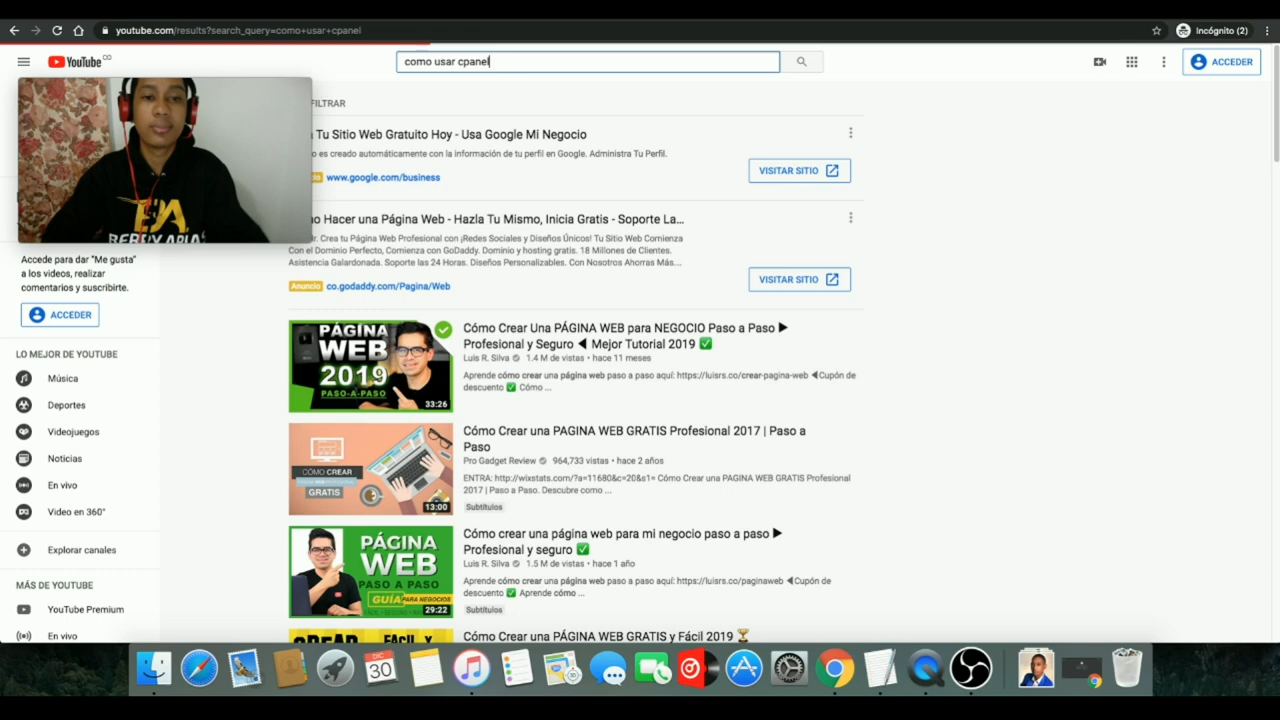 youtube.com/results?search_query=como+usar+cpanel
Incógnito (2)
YouTube CO
como usar cpanel
ACCEDER
FILTRAR
Tu Sitio Web Gratuito Hoy - Usa Google Mi Negocio
es creado automáticamente con la información de tu perfil en Google. Administra Tu Perfil.
www.google.com/business
VISITAR SITIO
Hacer una Página Web - Hazla Tu Mismo, Inicia Gratis - Soporte La...
Crea tu Página Web Profesional con ¡Redes Sociales y Diseños Únicos! Tu Sitio Web Comienza
Con el Dominio Perfecto, Comienza con GoDaddy. Dominio y hosting gratis. 18 Millones de Clientes.
Asistencia Galardonada. Soporte las 24 Horas. Diseños Personalizables. Con Nosotros Ahorras Más...
Anuncio co.godaddy.com/Pagina/Web
VISITAR SITIO
Accede para dar "Me gusta"
a los videos, realizar
comentarios y suscribirte.
ACCEDER
LO MEJOR DE YOUTUBE
Música
Deportes
Videojuegos
Noticias
En vivo
Video en 360°
Explorar canales
MÁS DE YOUTUBE
YouTube Premium
En vivo
PÁGINA
WEB
2019
PASO-A-PASO
33:26
Cómo Crear Una PÁGINA WEB para NEGOCIO Paso a Paso ▶
Profesional y Seguro ◀ Mejor Tutorial 2019 ✅
Luis R. Silva 1.4 M de vistas • hace 11 meses
Aprende cómo crear una página web paso a paso aquí: https://luisrs.co/crear-pagina-web ◀Cupón de
descuento ✅ Cómo ...
CÓMO CREAR
GRATIS
13:00
Cómo Crear una PAGINA WEB GRATIS Profesional 2017 | Paso a
Paso
Pro Gadget Review 964,733 vistas • hace 2 años
ENTRA: http://wixstats.com/?a=11680&c=20&s1= Cómo Crear una PAGINA WEB GRATIS Profesional
2017 | Paso a Paso. Descubre como ...
Subtítulos
PÁGINA
WEB
PASO A PASO
GUÍA PARA NEGOCIOS
29:22
Cómo crear una página web para mi negocio paso a paso ▶
Profesional y seguro ✅
Luis R. Silva 1.5 M de vistas • hace 1 año
Aprende cómo crear una página web paso a paso aquí: https://luisrs.co/paginaweb ◀Cupón de
descuento ✅ Aprende cómo ...
Subtítulos
CREAR FÁCIL Y
Cómo Crear una PÁGINA WEB GRATIS y Fácil 2019 🏆
DIC
30